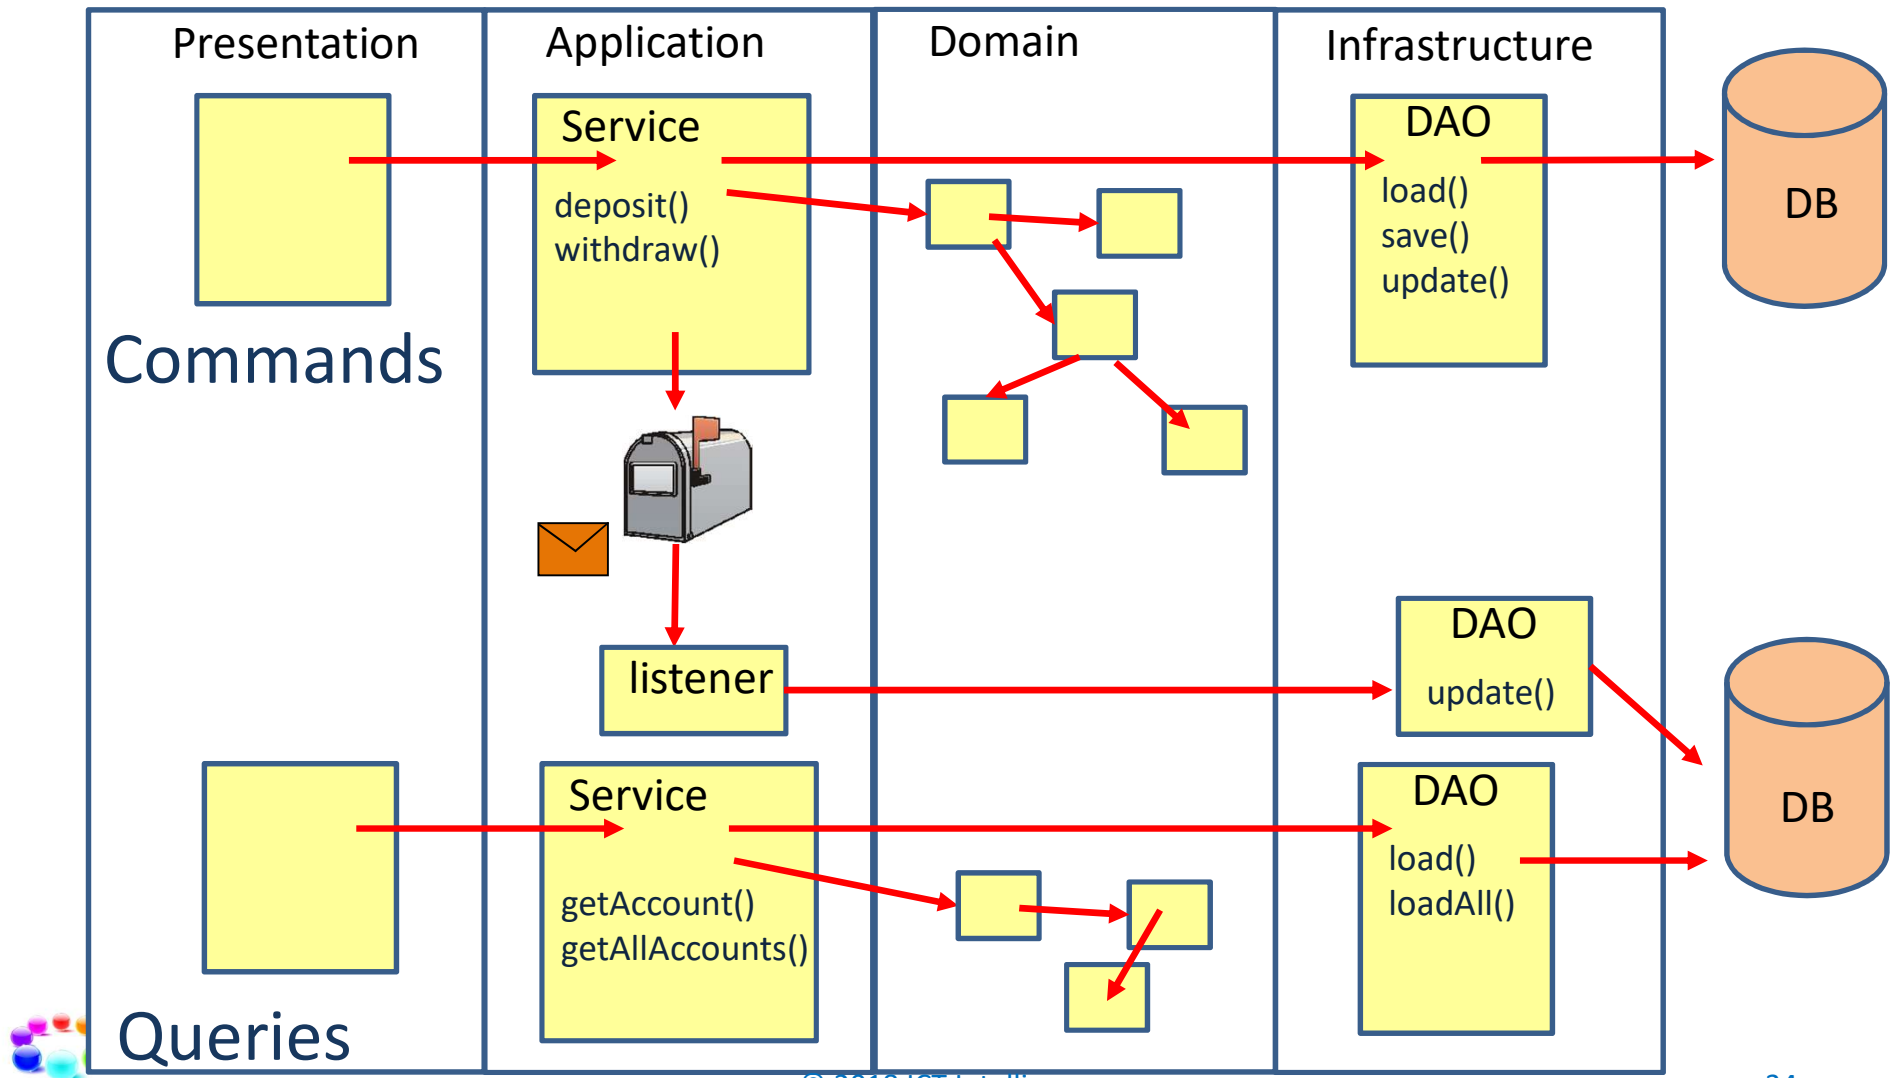 Presentation
Application
Domain
Infrastructure
Service
deposit()
withdraw()
DAO
load()
save()
update()
DB
Commands
listener
DAO
update()
DB
Service
getAccount()
getAllAccounts()
DAO
load()
loadAll()
Queries